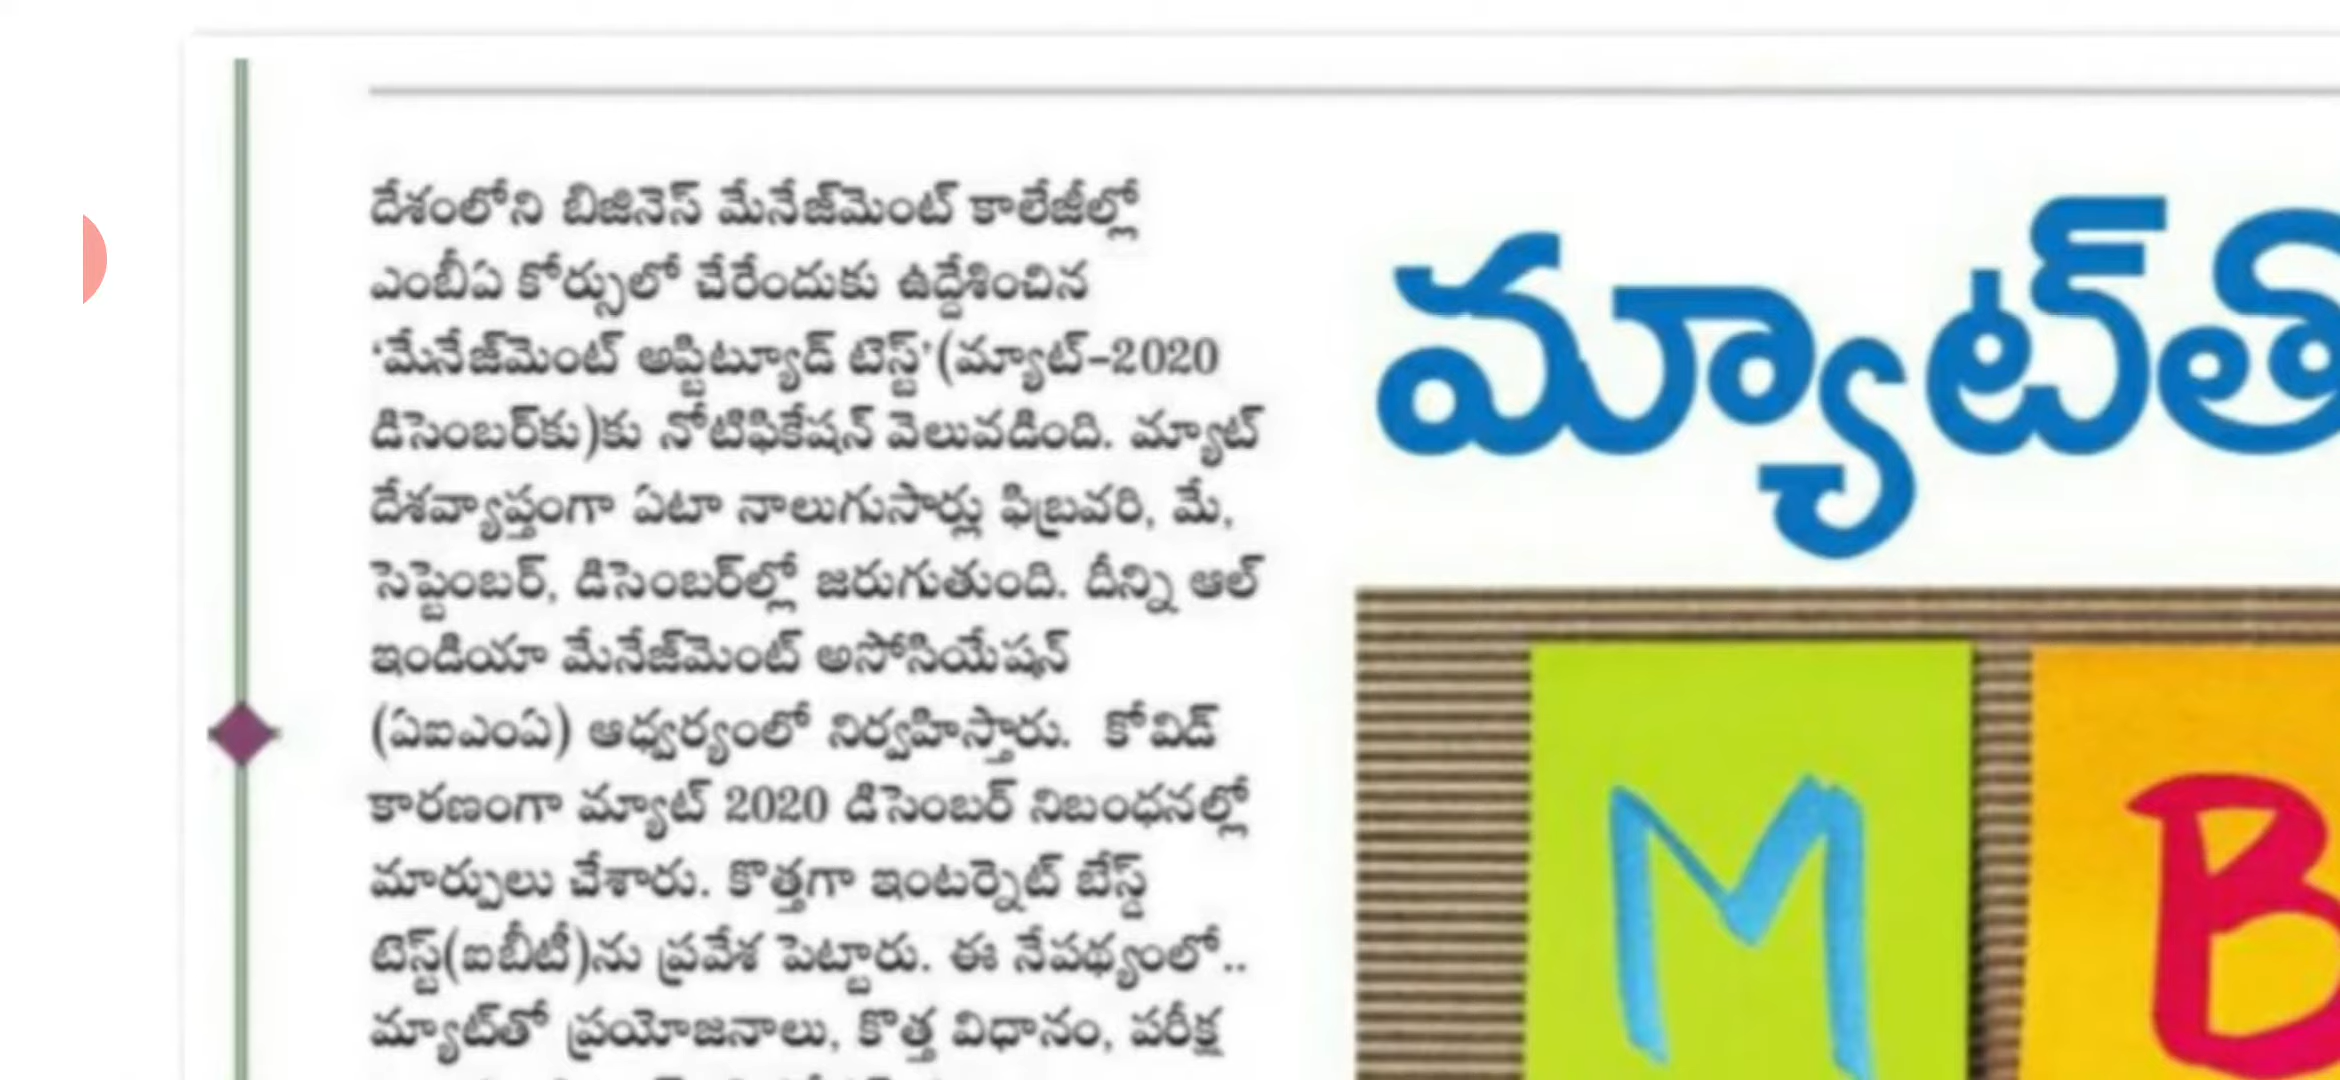 దేశంలోని బిజినెస్ మేనేజ్‌మెంట్ కాలేజీల్లో
ఎంబీఏ కోర్సులో చేరేందుకు ఉద్దేశించిన
‘మేనేజ్‌మెంట్ అప్టిట్యూడ్ టెస్ట్’(మ్యాట్-2020
డిసెంబర్‌కు)కు నోటిఫికేషన్ వెలువడింది. మ్యాట్
దేశవ్యాప్తంగా ఏటా నాలుగుసార్లు ఫిబ్రవరి, మే,
సెప్టెంబర్, డిసెంబర్‌ల్లో జరుగుతుంది. దీన్ని ఆల్
ఇండియా మేనేజ్‌మెంట్ అసోసియేషన్
(ఏఐఎంఏ) ఆధ్వర్యంలో నిర్వహిస్తారు. కోవిడ్
కారణంగా మ్యాట్ 2020 డిసెంబర్ నిబంధనల్లో
మార్పులు చేశారు. కొత్తగా ఇంటర్నెట్ బేస్డ్
టెస్ట్(ఐబీటీ)ను ప్రవేశ పెట్టారు. ఈ నేపథ్యంలో..
మ్యాట్‌తో ప్రయోజనాలు, కొత్త విధానం, పరీక్ష
మ్యాట్‌త
M B